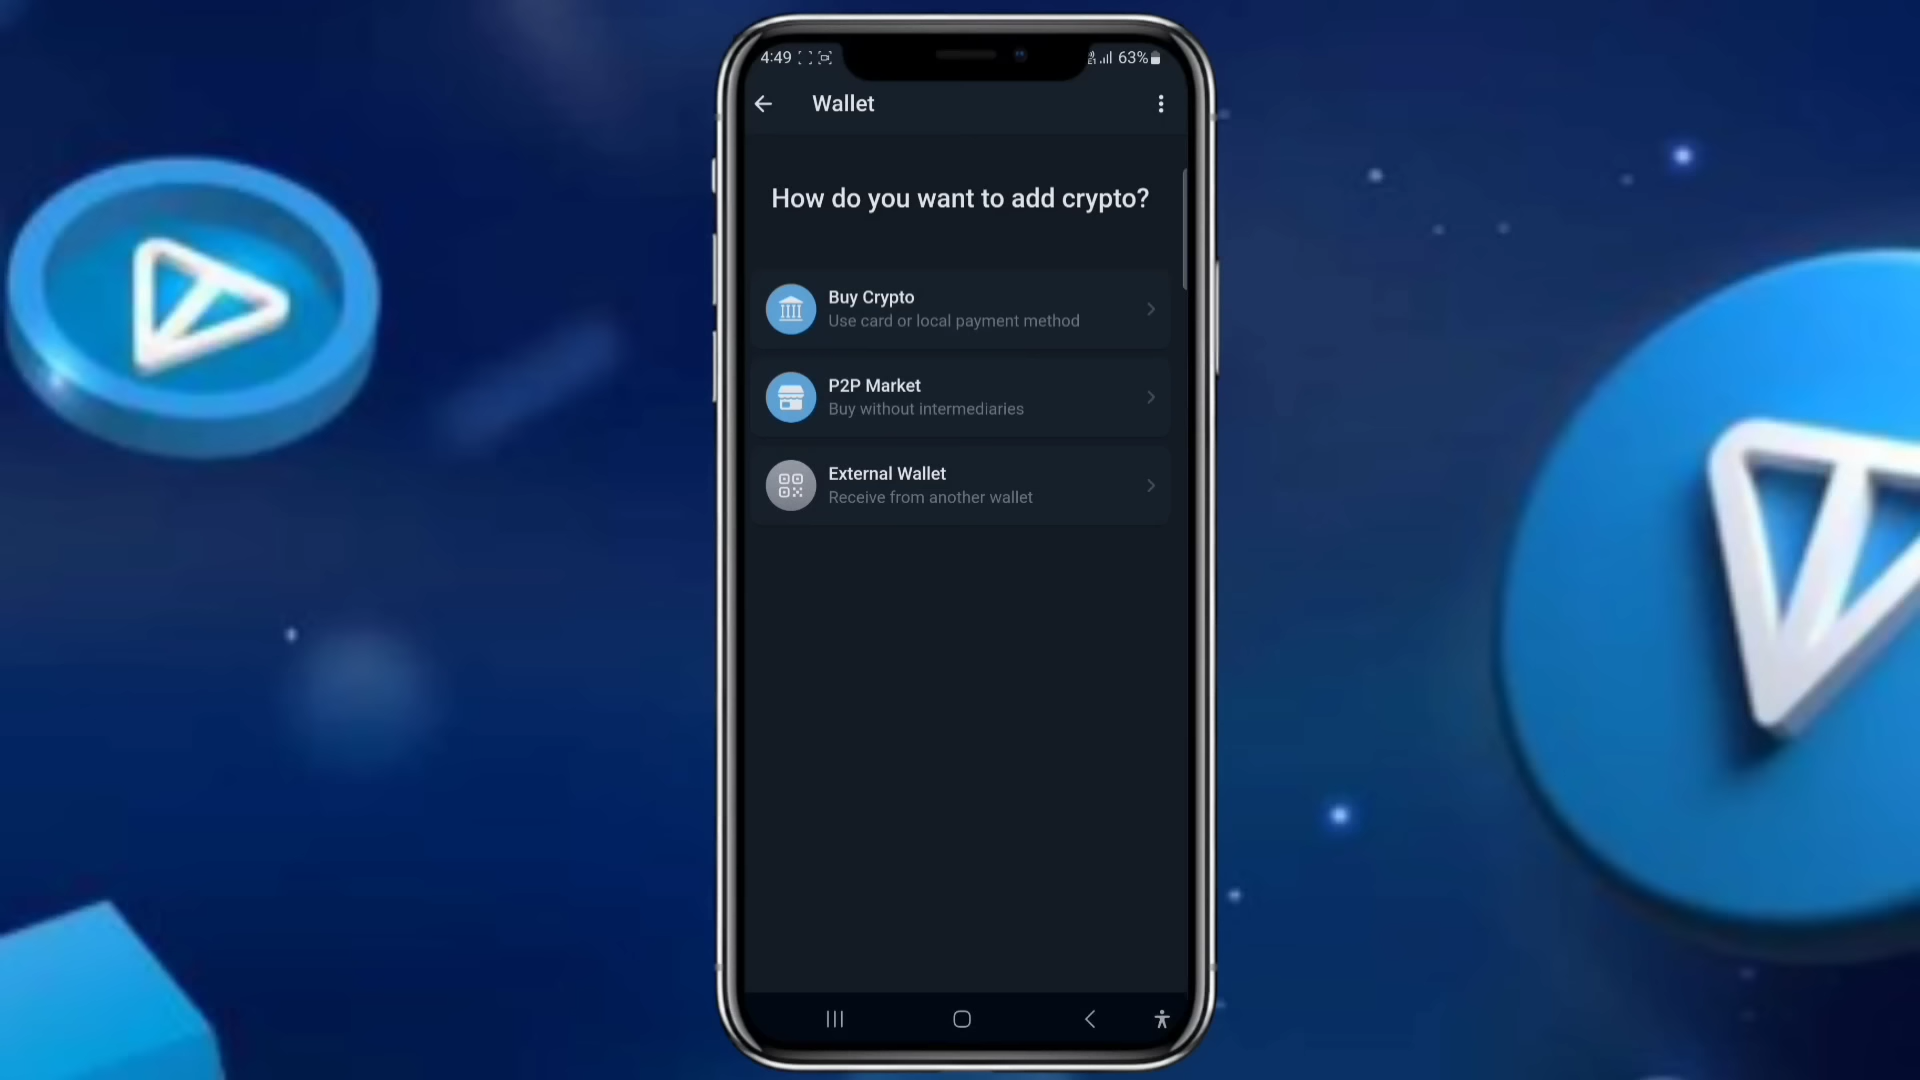 4:49
63%
Wallet
How do you want to add crypto?
Buy Crypto
Use card or local payment method
P2P Market
Buy without intermediaries
External Wallet
Receive from another wallet